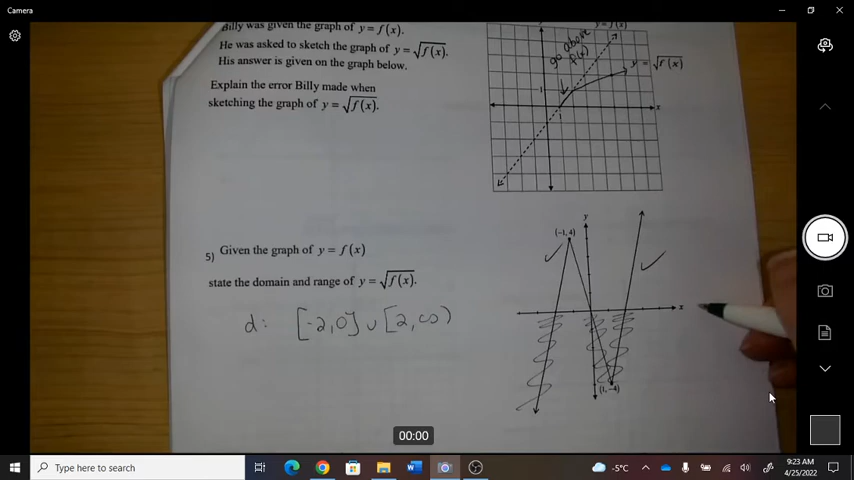 Camera
Billy was given the graph of y = f(x).
He was asked to sketch the graph of y = √f(x).
His answer is given on the graph below.
Explain the error Billy made when
sketching the graph of y = √f(x).
y = f(x)
go above
f(x)
y = √f(x)
1
x
1
5) Given the graph of y = f(x)
state the domain and range of y = √f(x).
d: [-2,0] ∪ [2,∞)
y
(-1, 4)
x
(1, -4)
00:00
Type here to search
-5°C
9:23 AM
4/25/2022